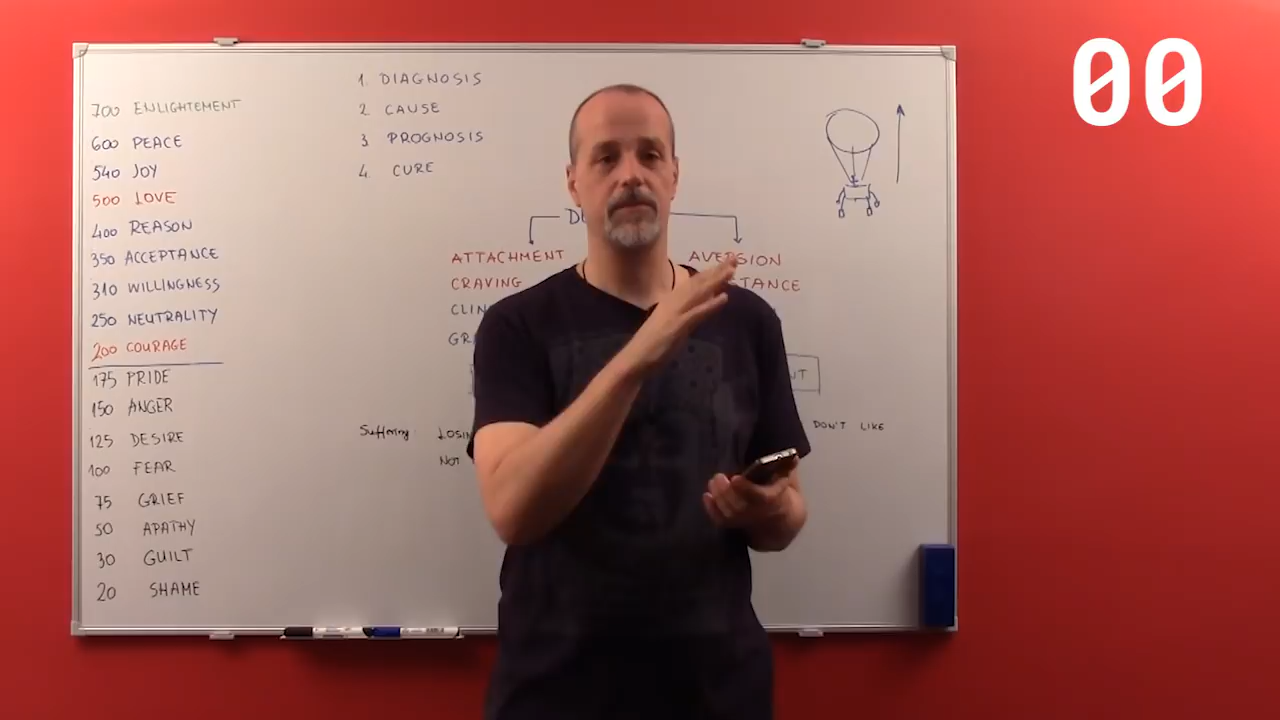 700 ENLIGHTEMENT
600 PEACE
540 JOY
500 LOVE
400 REASON
350 ACCEPTANCE
310 WILLINGNESS
250 NEUTRALITY
200 COURAGE
175 PRIDE
150 ANGER
125 DESIRE
100 FEAR
75 GRIEF
50 APATHY
30 GUILT
20 SHAME
1. DIAGNOSIS
2. CAUSE
3. PROGNOSIS
4. CURE
ATTACHMENT
CRAVING
AVERSION
Suffering:
NOT
DON'T LIKE
00